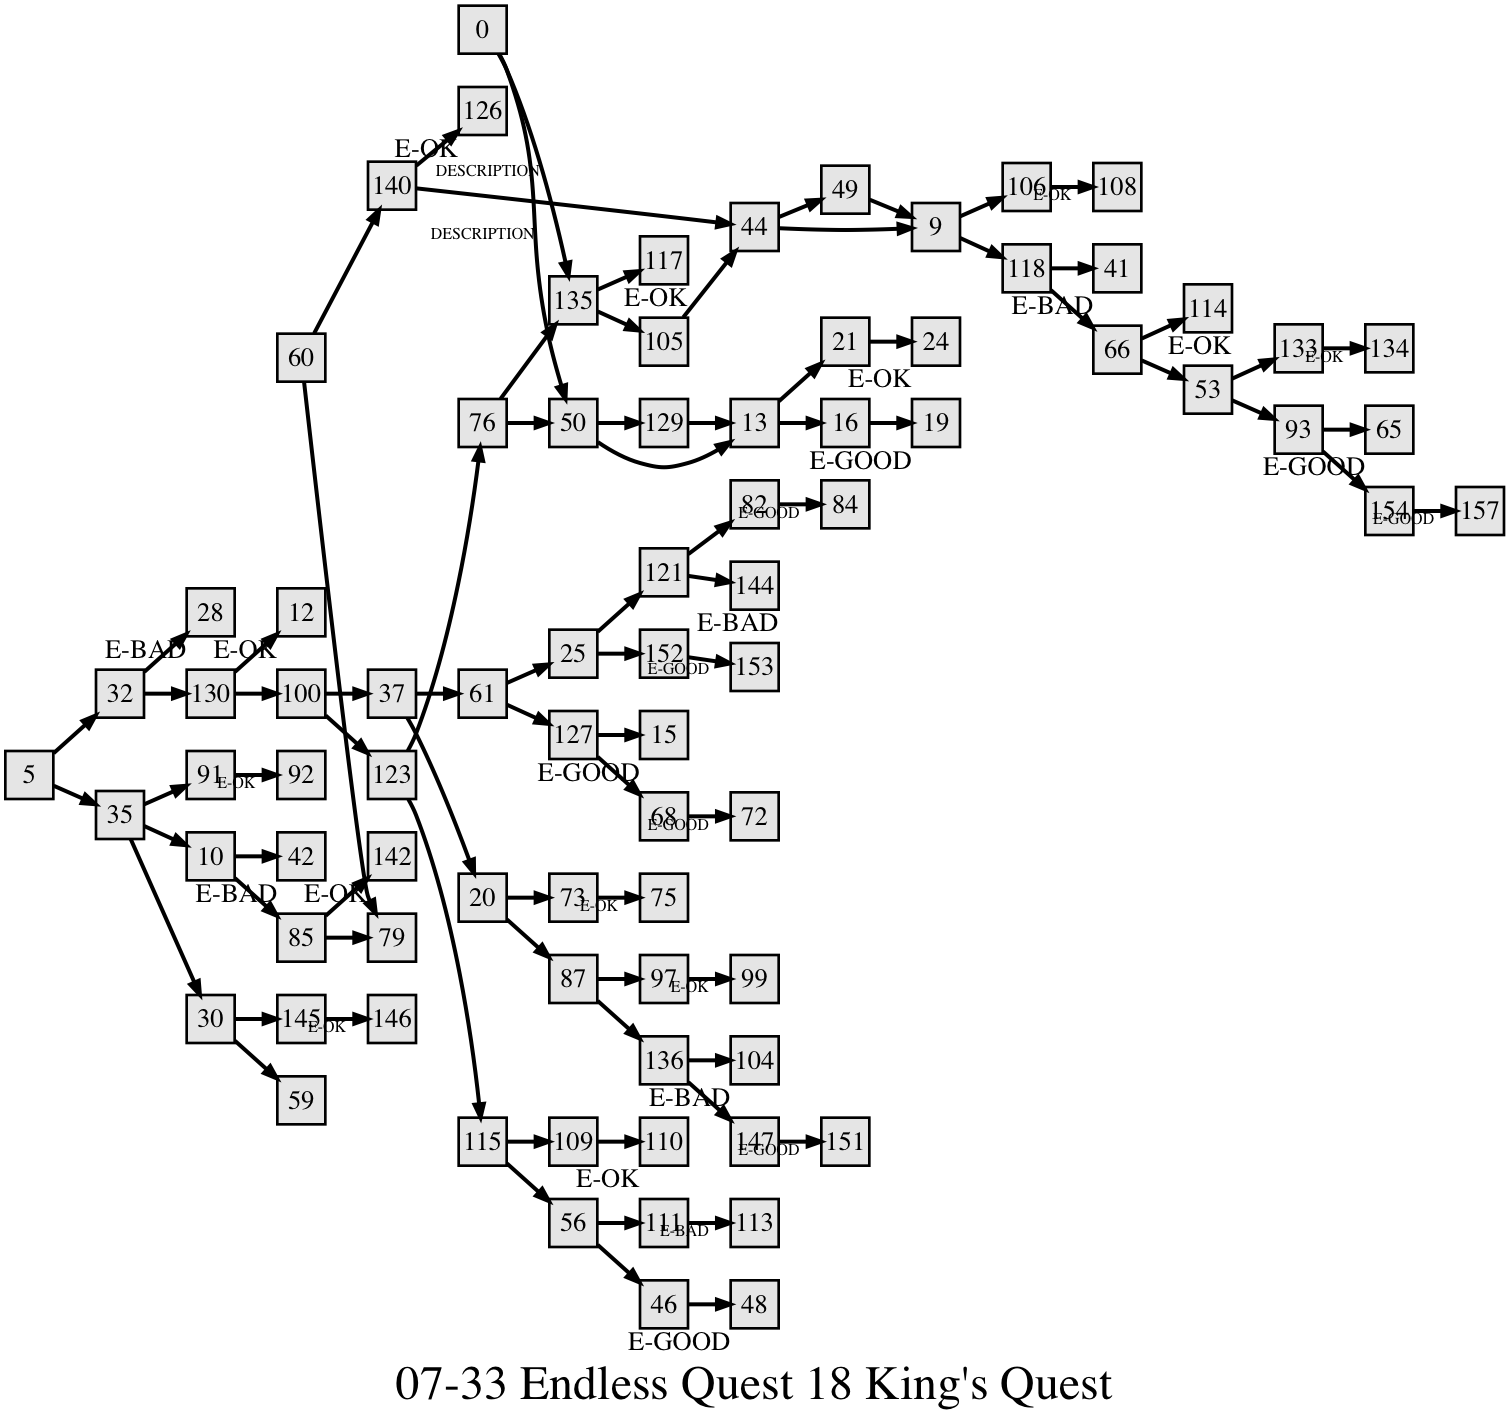 0
126
E-OK
DESCRIPTION
140
106
E-OK
108
49
44
9
DESCRIPTION
117
118
41
135
E-OK
E-BAD
114
105
21
24
66
E-OK
133
E-OK
134
60
E-OK
53
76
50
129
13
16
19
93
65
E-GOOD
E-GOOD
82
E-GOOD
84
154
E-GOOD
157
121
144
28
12
E-BAD
E-BAD
E-OK
25
152
E-GOOD
153
32
130
100
37
61
127
15
5
91
E-OK
92
123
E-GOOD
35
68
E-GOOD
72
10
42
142
E-BAD
E-OK
20
73
E-OK
75
85
79
87
97
E-OK
99
30
145
E-OK
146
136
104
59
E-BAD
115
109
110
147
E-GOOD
151
E-OK
56
111
E-BAD
113
46
48
E-GOOD
07-33 Endless Quest 18 King's Quest